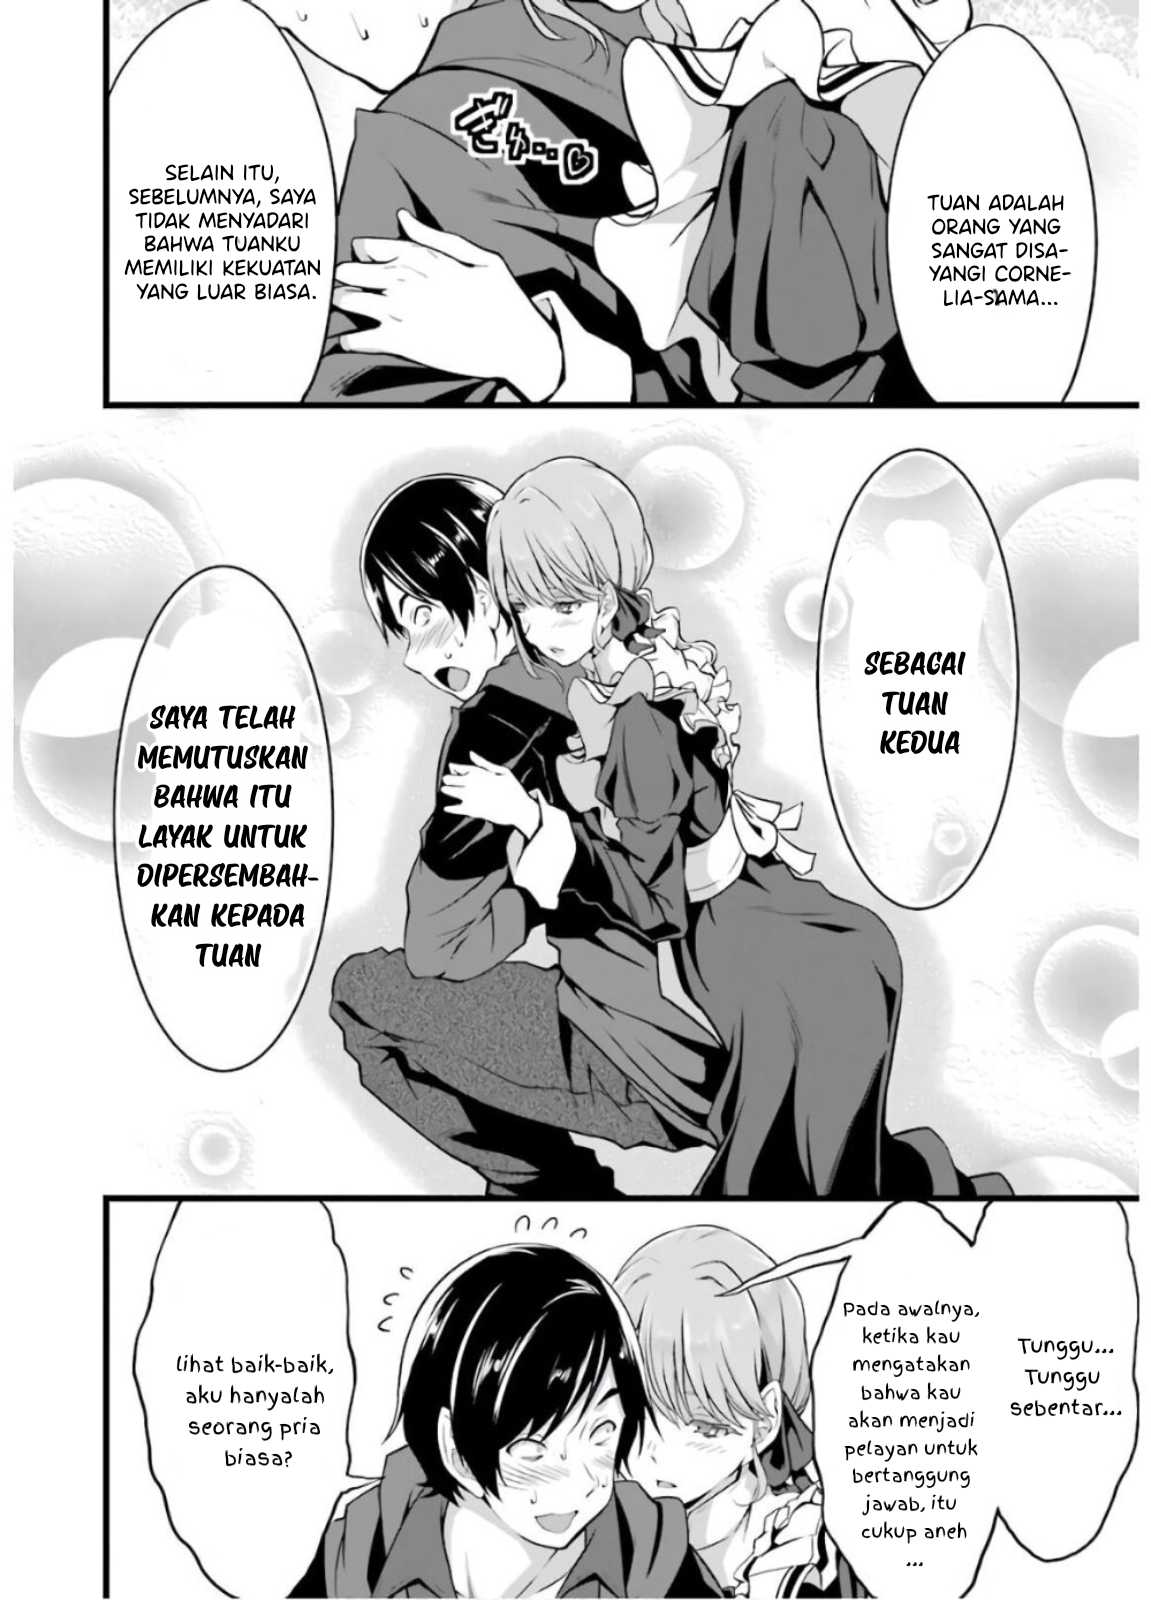 TUAN ADALAH
ORANG YANG
SANGAT DISA-
YANGI CORNE-
LIA-SAMA...
ぎゅ…♡
SELAIN ITU,
SEBELUMNYA, SAYA
TIDAK MENYADARI
BAHWA TUANKU
MEMILIKI KEKUATAN
YANG LUAR BIASA.
SEBAGAI
TUAN
KEDUA
SAYA TELAH
MEMUTUSKAN
BAHWA ITU
LAYAK UNTUK
DIPERSEMBAH-
KAN KEPADA
TUAN
Tunggu...
Tunggu
sebentar...
Pada awalnya,
ketika kau
mengatakan
bahwa kau
akan menjadi
pelayan untuk
bertanggung
jawab, itu
cukup aneh
...
lihat baik-baik,
aku hanyalah
seorang pria
biasa?